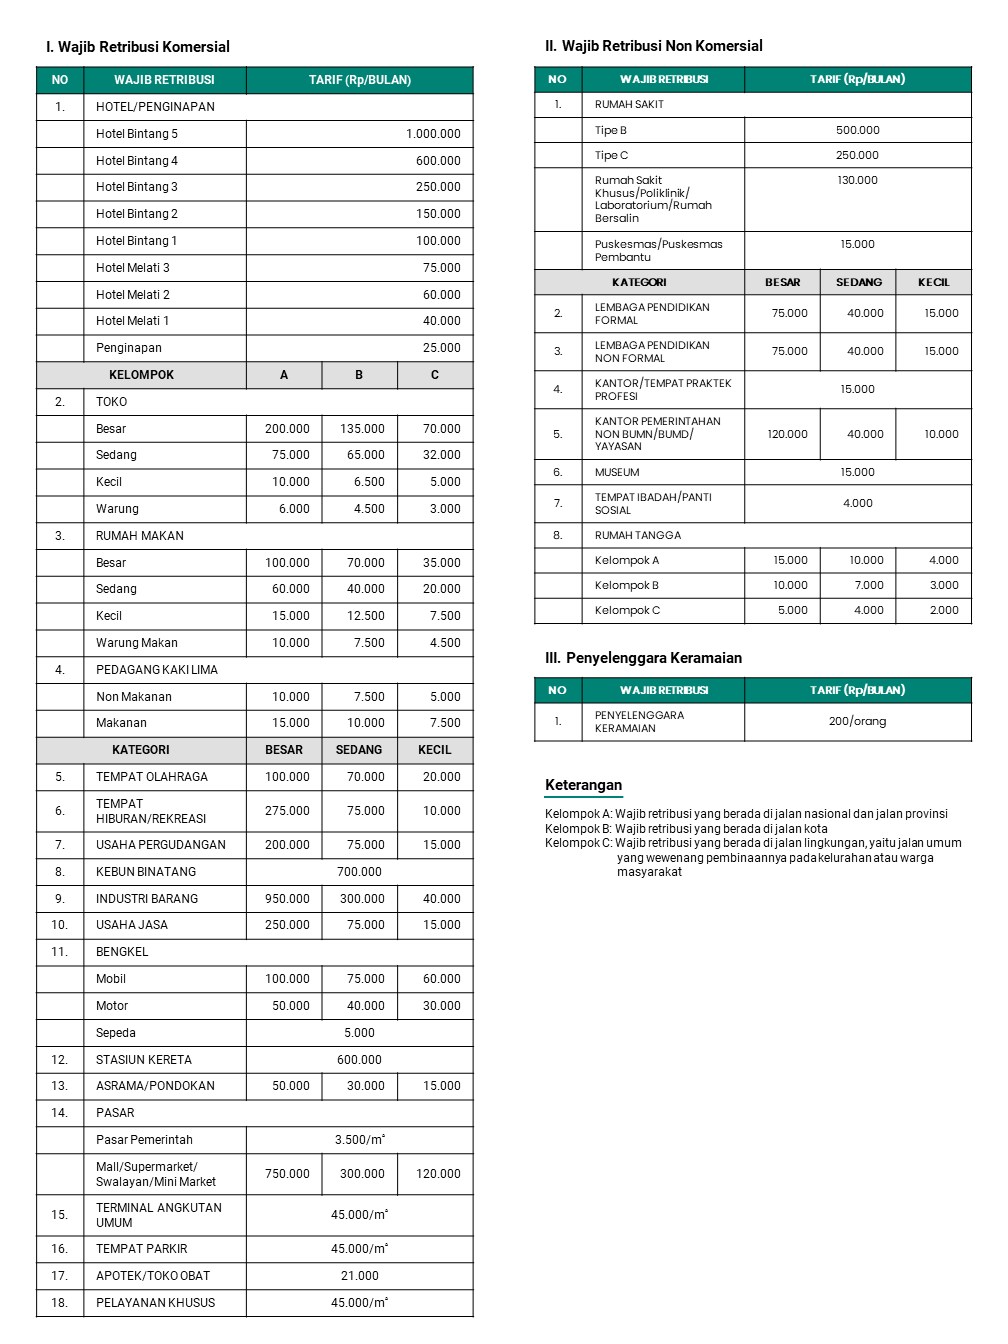 I. Wajib Retribusi Komersial
NO WAJIB RETRIBUSI TARIF (Rp/BULAN)
1. HOTEL/PENGINAPAN
Hotel Bintang 5 1.000.000
Hotel Bintang 4 600.000
Hotel Bintang 3 250.000
Hotel Bintang 2 150.000
Hotel Bintang 1 100.000
Hotel Melati 3 75.000
Hotel Melati 2 60.000
Hotel Melati 1 40.000
Penginapan 25.000
KELOMPOK A B C
2. TOKO
Besar 200.000 135.000 70.000
Sedang 75.000 65.000 32.000
Kecil 10.000 6.500 5.000
Warung 6.000 4.500 3.000
3. RUMAH MAKAN
Besar 100.000 70.000 35.000
Sedang 60.000 40.000 20.000
Kecil 15.000 12.500 7.500
Warung Makan 10.000 7.500 4.500
4. PEDAGANG KAKI LIMA
Non Makanan 10.000 7.500 5.000
Makanan 15.000 10.000 7.500
KATEGORI BESAR SEDANG KECIL
5. TEMPAT OLAHRAGA 100.000 70.000 20.000
6. TEMPAT
HIBURAN/REKREASI 275.000 75.000 10.000
7. USAHA PERGUDANGAN 200.000 75.000 15.000
8. KEBUN BINATANG 700.000
9. INDUSTRI BARANG 950.000 300.000 40.000
10. USAHA JASA 250.000 75.000 15.000
11. BENGKEL
Mobil 100.000 75.000 60.000
Motor 50.000 40.000 30.000
Sepeda 5.000
12. STASIUN KERETA 600.000
13. ASRAMA/PONDOKAN 50.000 30.000 15.000
14. PASAR
Pasar Pemerintah 3.500/m³
Mall/Supermarket/
Swalayan/Mini Market 750.000 300.000 120.000
15. TERMINAL ANGKUTAN
UMUM 45.000/m³
16. TEMPAT PARKIR 45.000/m³
17. APOTEK/TOKO OBAT 21.000
18. PELAYANAN KHUSUS 45.000/m³
II. Wajib Retribusi Non Komersial
NO WAJIB RETRIBUSI TARIF (Rp/BULAN)
1. RUMAH SAKIT
Tipe B 500.000
Tipe C 250.000
Rumah Sakit 130.000
Khusus/Poliklinik/
Laboratorium/Rumah
Bersalin
Puskesmas/Puskesmas 15.000
Pembantu
KATEGORI BESAR SEDANG KECIL
2. LEMBAGA PENDIDIKAN
FORMAL 75.000 40.000 15.000
3. LEMBAGA PENDIDIKAN
NON FORMAL 75.000 40.000 15.000
4. KANTOR/TEMPAT PRAKTEK
PROFESI 15.000
5. KANTOR PEMERINTAHAN
NON BUMN/BUMD/ 120.000 40.000 10.000
YAYASAN
6. MUSEUM 15.000
7. TEMPAT IBADAH/PANTI
SOSIAL 4.000
8. RUMAH TANGGA
Kelompok A 15.000 10.000 4.000
Kelompok B 10.000 7.000 3.000
Kelompok C 5.000 4.000 2.000
III. Penyelenggara Keramaian
NO WAJIB RETRIBUSI TARIF (Rp/BULAN)
1. PENYELENGGARA
KERAMAIAN 200/orang
Keterangan
Kelompok A: Wajib retribusi yang berada di jalan nasional dan jalan provinsi
Kelompok B: Wajib retribusi yang berada di jalan kota
Kelompok C: Wajib retribusi yang berada di jalan lingkungan, yaitu jalan umum
yang wewenang pembinaannya pada kelurahan atau warga
masyarakat